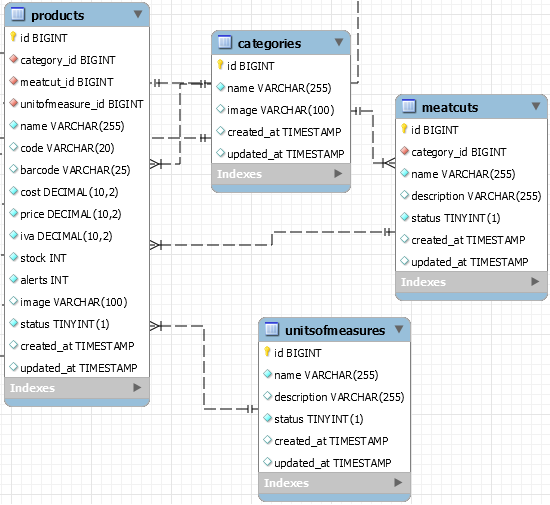 products
id BIGINT
category_id BIGINT
meatcut_id BIGINT
unitofmeasure_id BIGINT
name VARCHAR(255)
code VARCHAR(20)
barcode VARCHAR(25)
cost DECIMAL(10,2)
price DECIMAL(10,2)
iva DECIMAL(10,2)
stock INT
alerts INT
image VARCHAR(100)
status TINYINT(1)
created_at TIMESTAMP
updated_at TIMESTAMP
Indexes
categories
id BIGINT
name VARCHAR(255)
image VARCHAR(100)
created_at TIMESTAMP
updated_at TIMESTAMP
Indexes
meatcuts
id BIGINT
category_id BIGINT
name VARCHAR(255)
description VARCHAR(255)
status TINYINT(1)
created_at TIMESTAMP
updated_at TIMESTAMP
Indexes
unitsofmeasures
id BIGINT
name VARCHAR(255)
description VARCHAR(255)
status TINYINT(1)
created_at TIMESTAMP
updated_at TIMESTAMP
Indexes